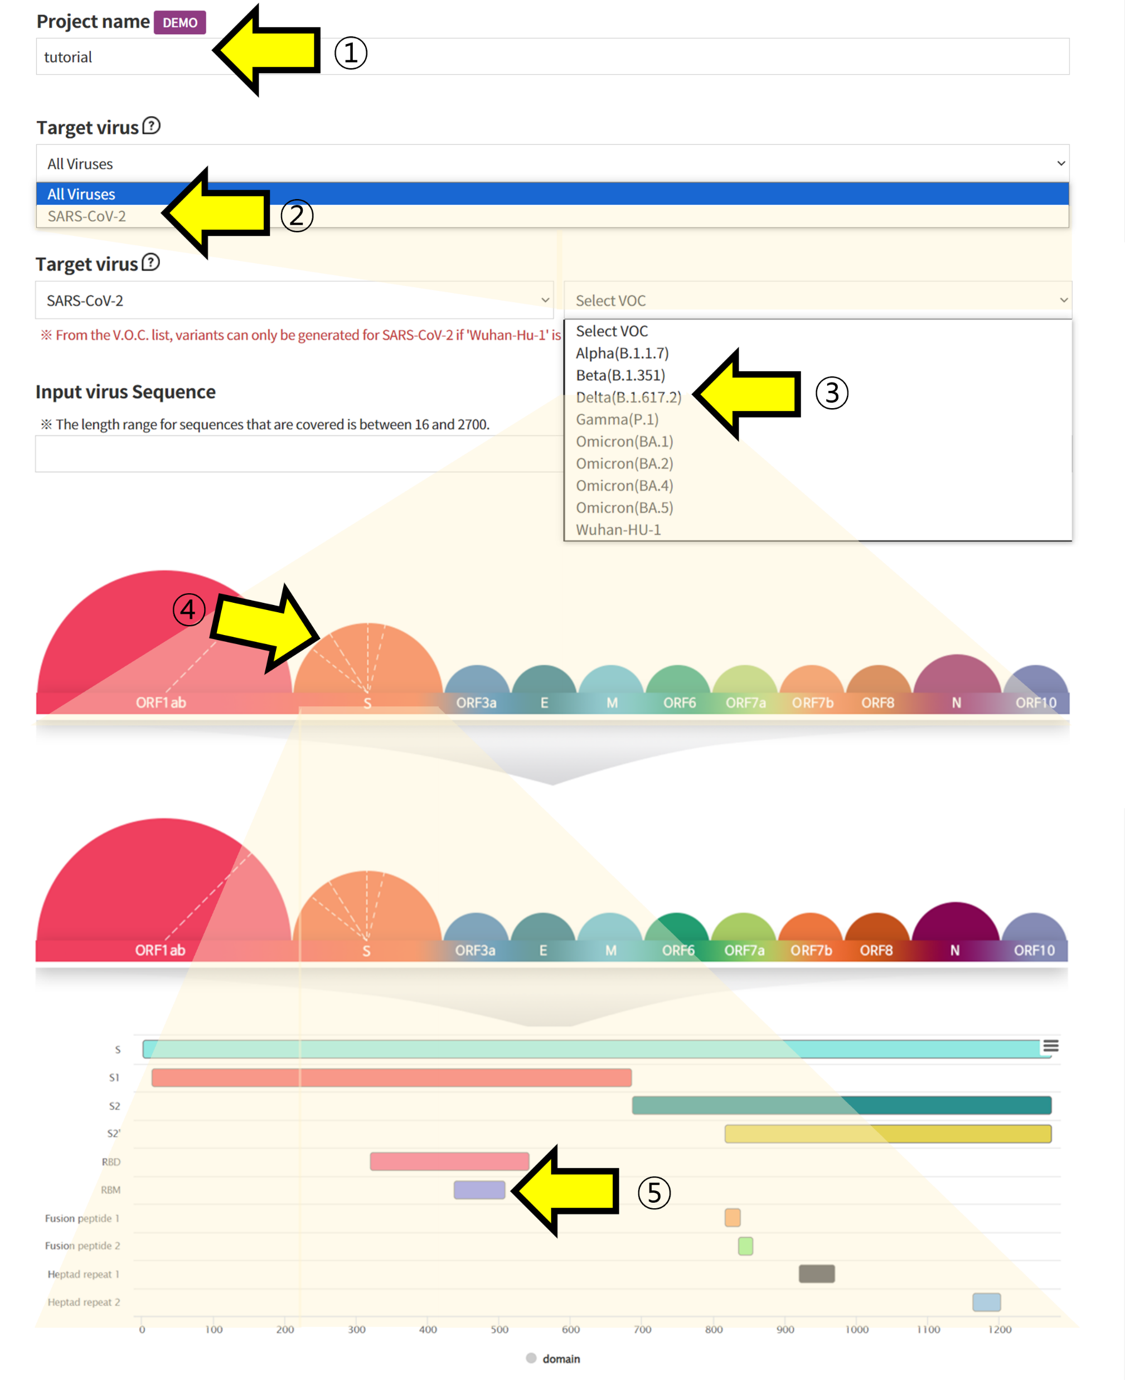 Project name DEMO
tutorial
①
Target virus ?
All Viruses
All Viruses
SARS-CoV-2
②
Target virus ?
SARS-CoV-2
Select VOC
※ From the V.O.C. list, variants can only be generated for SARS-CoV-2 if 'Wuhan-Hu-1' is
Select VOC
Alpha(B.1.1.7)
Beta(B.1.351)
Delta(B.1.617.2)
③
Gamma(P.1)
Omicron(BA.1)
Omicron(BA.2)
Omicron(BA.4)
Omicron(BA.5)
Wuhan-HU-1
Input virus Sequence
※ The length range for sequences that are covered is between 16 and 2700.
④
ORF1ab S ORF3a E M ORF6 ORF7a ORF7b ORF8 N ORF10
ORF1ab S ORF3a E M ORF6 ORF7a ORF7b ORF8 N ORF10
S
S1
S2
S2'
RBD
RBM
⑤
Fusion peptide 1
Fusion peptide 2
Heptad repeat 1
Heptad repeat 2
0 100 200 300 400 500 600 700 800 900 1000 1100 1200
domain